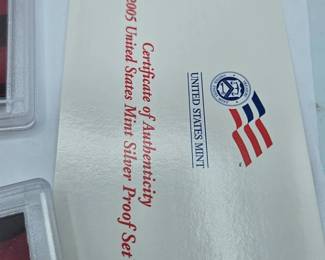 Certificate of Authenticity
2005 United States Mint Silver Proof Set
UNITED STATES MINT